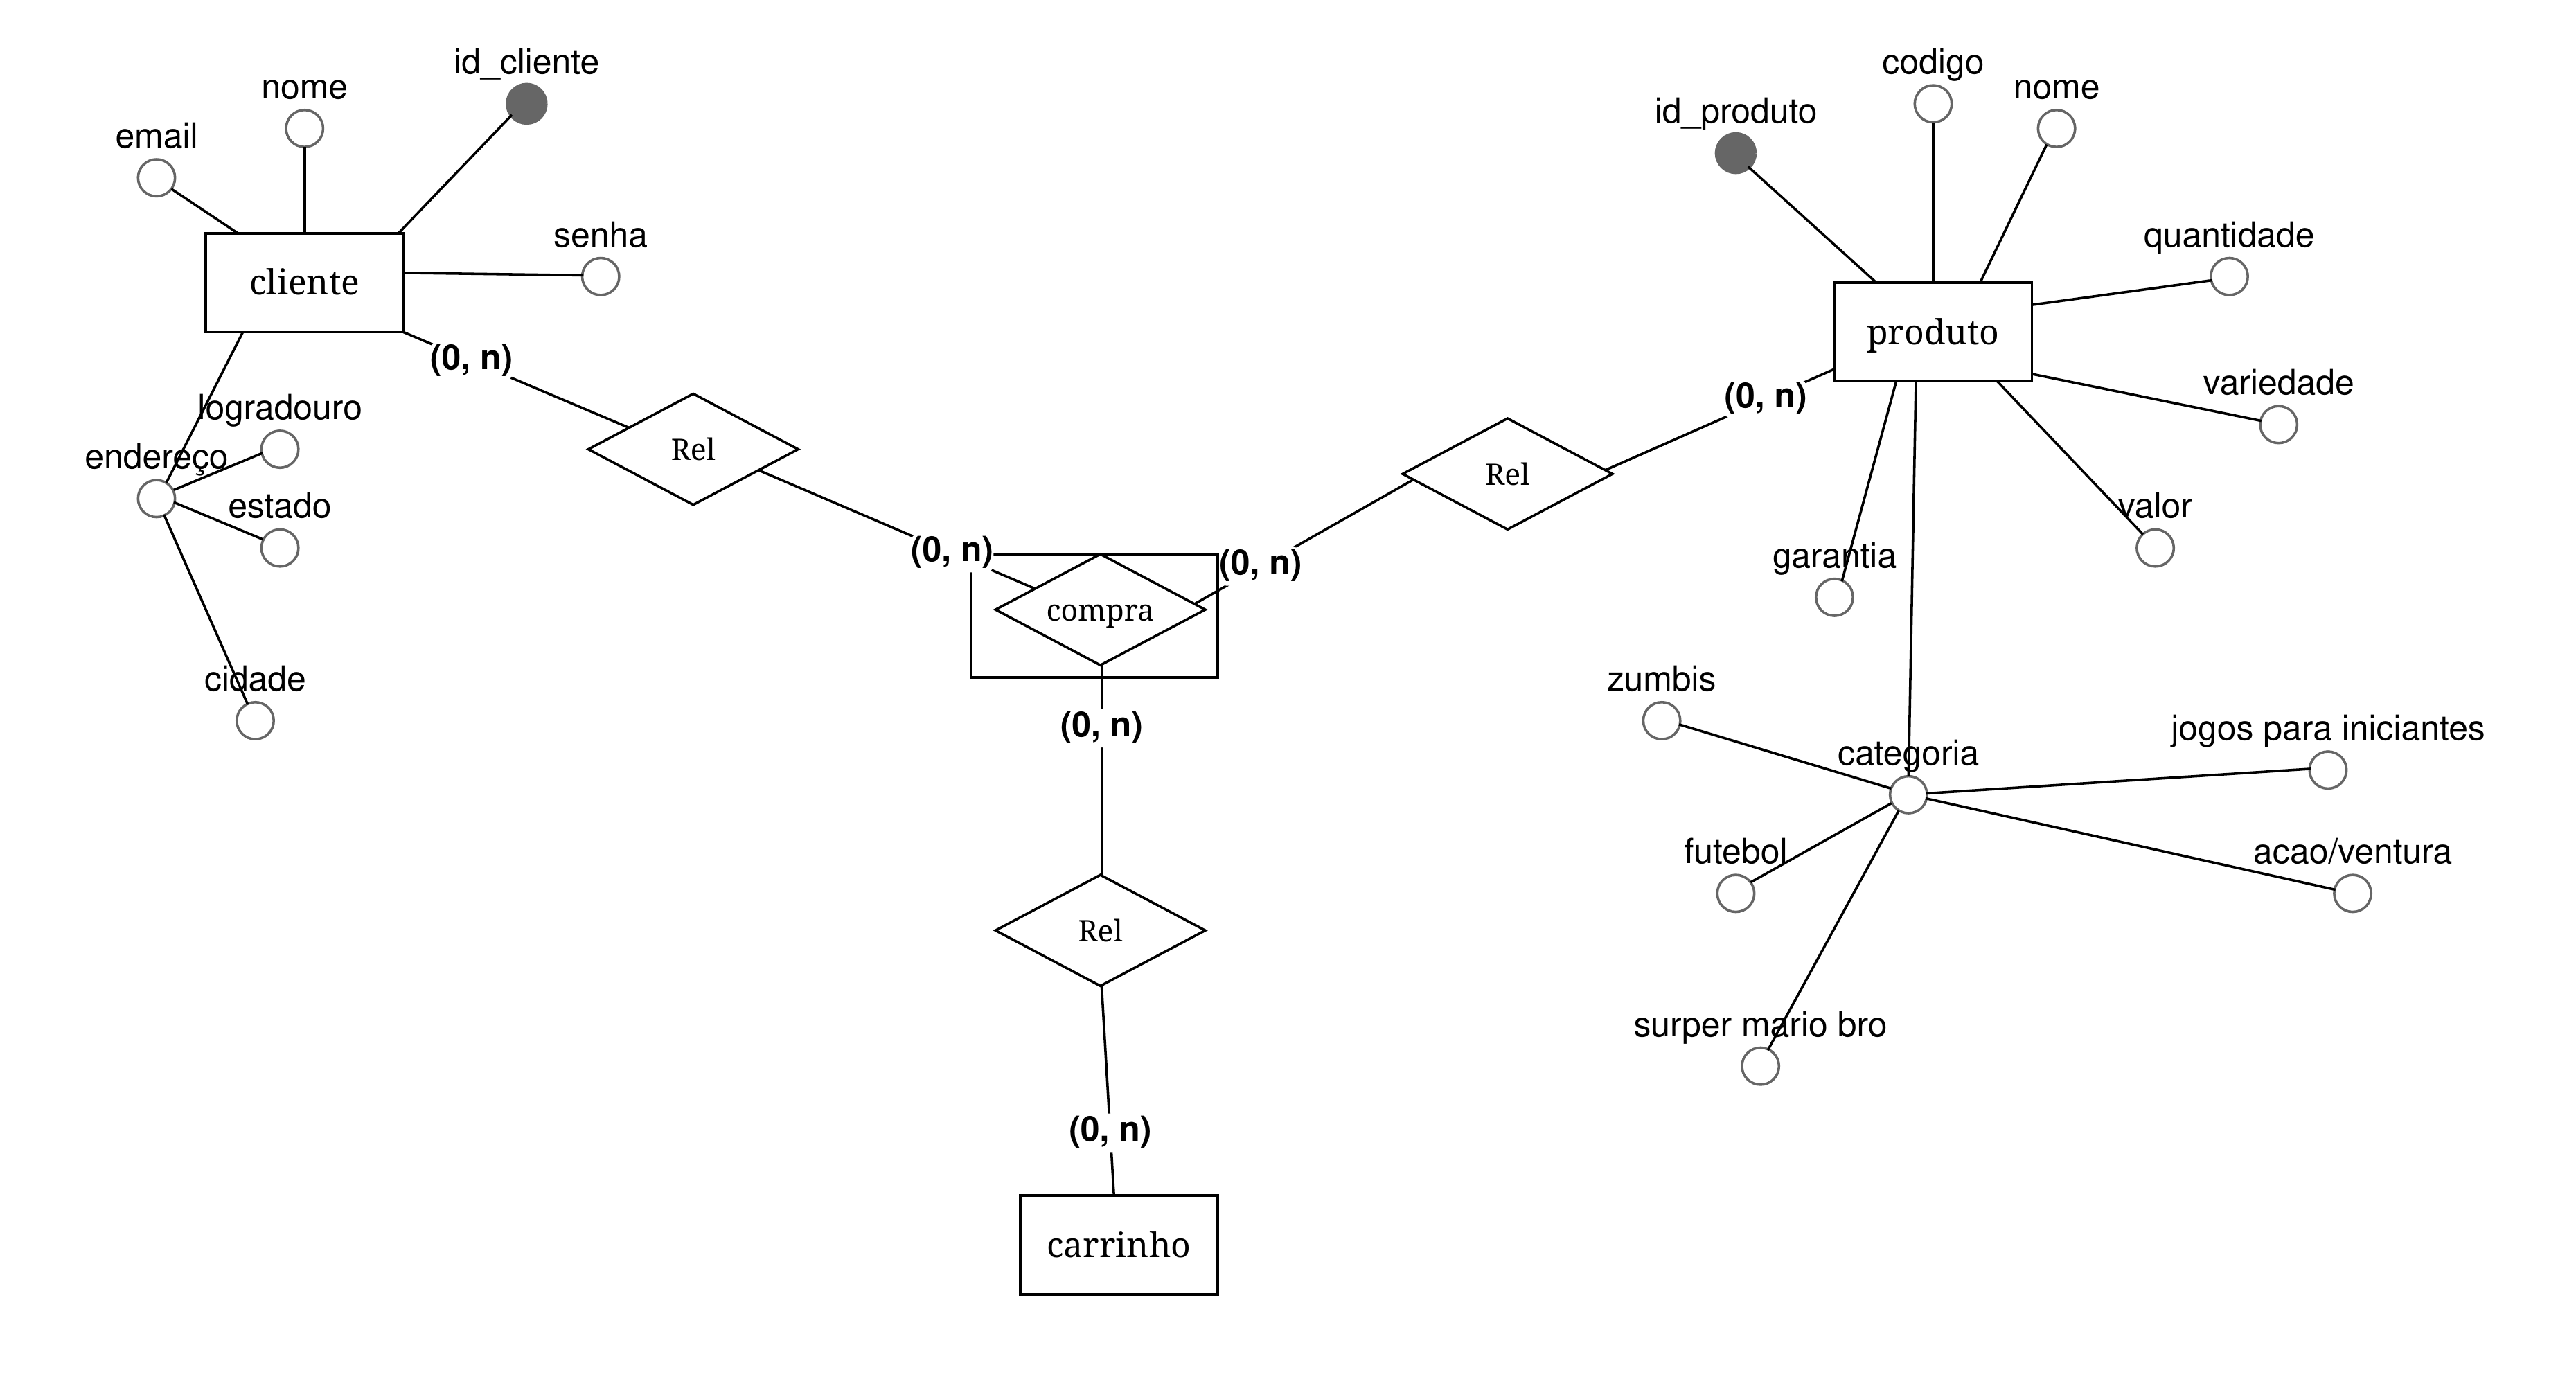 id_cliente
nome
email
senha
cliente
(0, n)
logradouro
endereço
estado
cidade
Rel
(0, n)
compra
(0, n)
(0, n)
Rel
(0, n)
carrinho
Rel
(0, n)
codigo
nome
id_produto
quantidade
produto
variedade
valor
garantia
zumbis
categoria
jogos para iniciantes
futebol
acao/ventura
surper mario bro